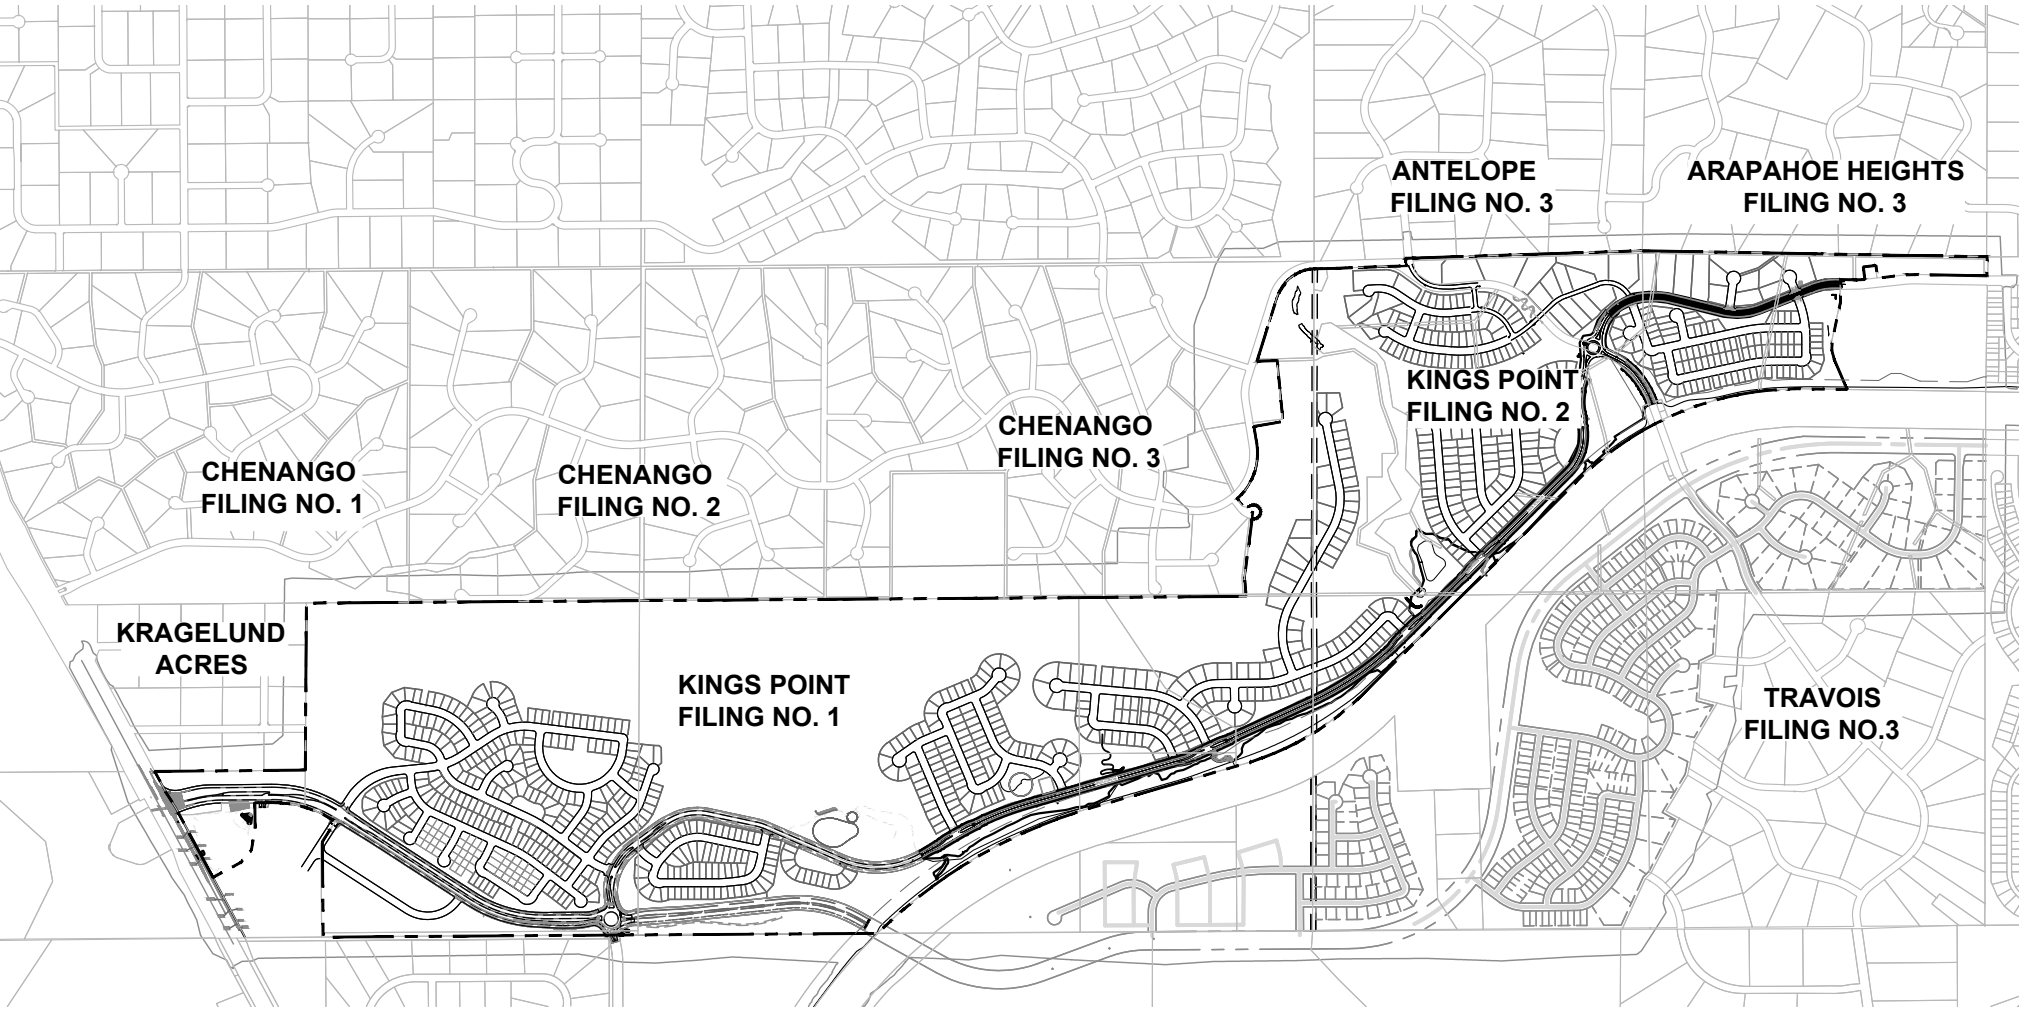 ANTELOPE
FILING NO. 3
ARAPAHOE HEIGHTS
FILING NO. 3
KINGS POINT
FILING NO. 2
CHENANGO
FILING NO. 3
CHENANGO
FILING NO. 1
CHENANGO
FILING NO. 2
KRAGELUND
ACRES
KINGS POINT
FILING NO. 1
TRAVOIS
FILING NO.3